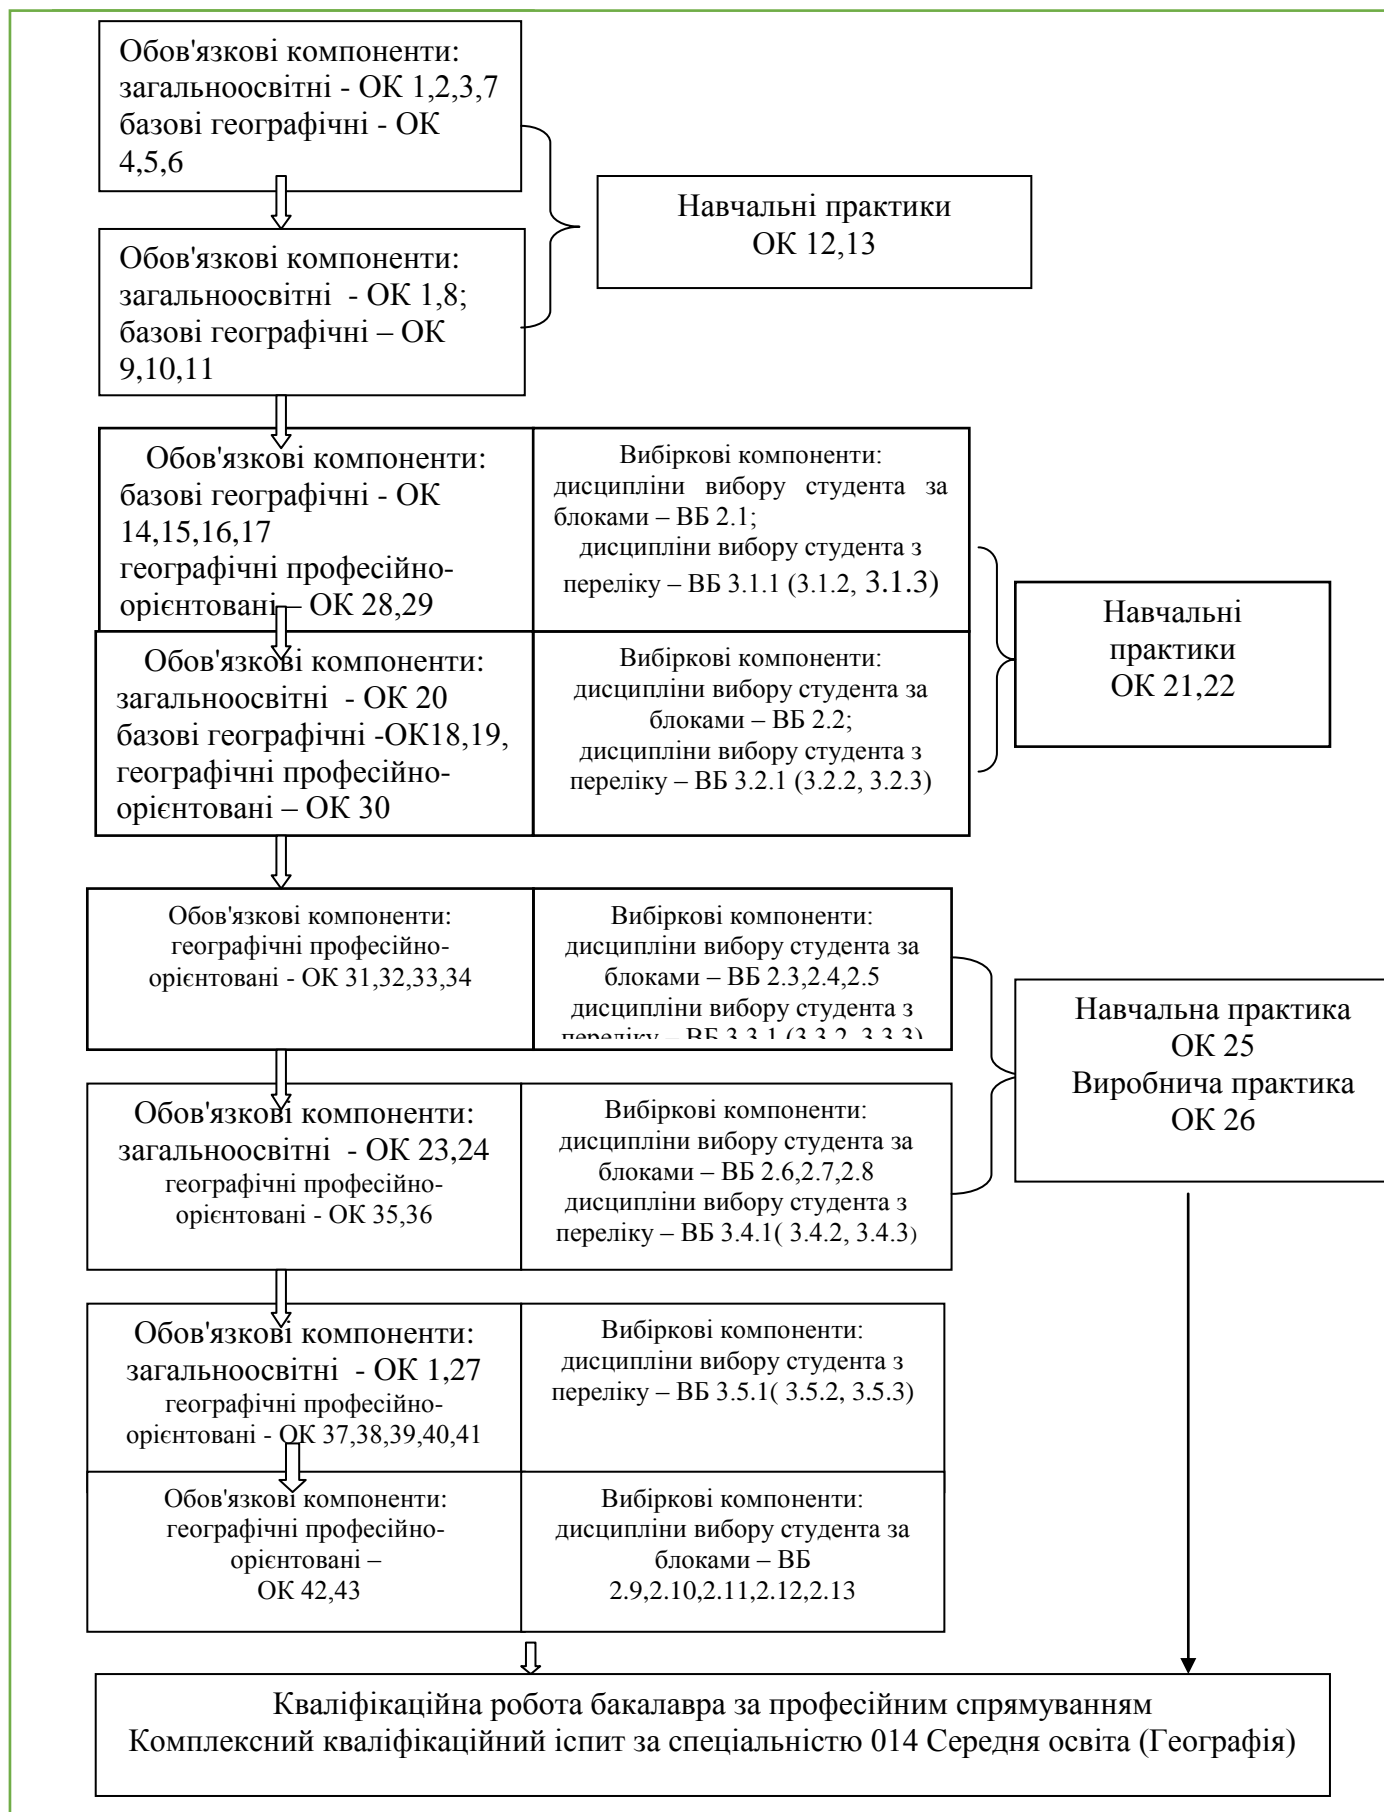 Обов'язкові компоненти:
загальноосвітні - ОК 1,2,3,7
базові географічні - ОК
4,5,6
Навчальні практики
ОК 12,13
Обов'язкові компоненти:
загальноосвітні - ОК 1,8;
базові географічні – ОК
9,10,11
Обов'язкові компоненти:
базові географічні - ОК
14,15,16,17
географічні професійно-
орієнтовані – ОК 28,29
Вибіркові компоненти:
дисципліни вибору студента за
блоками – ВБ 2.1;
дисципліни вибору студента з
переліку – ВБ 3.1.1 (3.1.2, 3.1.3)
Навчальні
практики
ОК 21,22
Обов'язкові компоненти:
загальноосвітні - ОК 20
базові географічні -ОК18,19,
географічні професійно-
орієнтовані – ОК 30
Вибіркові компоненти:
дисципліни вибору студента за
блоками – ВБ 2.2;
дисципліни вибору студента з
переліку – ВБ 3.2.1 (3.2.2, 3.2.3)
Обов'язкові компоненти:
географічні професійно-
орієнтовані - ОК 31,32,33,34
Вибіркові компоненти:
дисципліни вибору студента за
блоками – ВБ 2.3,2.4,2.5
дисципліни вибору студента з
переліку – ВБ 3.3.1 (3.3.2, 3.3.3)
Навчальна практика
ОК 25
Виробнича практика
ОК 26
Обов'язкові компоненти:
загальноосвітні - ОК 23,24
географічні професійно-
орієнтовані - ОК 35,36
Вибіркові компоненти:
дисципліни вибору студента за
блоками – ВБ 2.6,2.7,2.8
дисципліни вибору студента з
переліку – ВБ 3.4.1( 3.4.2, 3.4.3)
Обов'язкові компоненти:
загальноосвітні - ОК 1,27
географічні професійно-
орієнтовані - ОК 37,38,39,40,41
Вибіркові компоненти:
дисципліни вибору студента з
переліку – ВБ 3.5.1( 3.5.2, 3.5.3)
Обов'язкові компоненти:
географічні професійно-
орієнтовані –
ОК 42,43
Вибіркові компоненти:
дисципліни вибору студента за
блоками – ВБ
2.9,2.10,2.11,2.12,2.13
Кваліфікаційна робота бакалавра за професійним спрямуванням
Комплексний кваліфікаційний іспит за спеціальністю 014 Середня освіта (Географія)